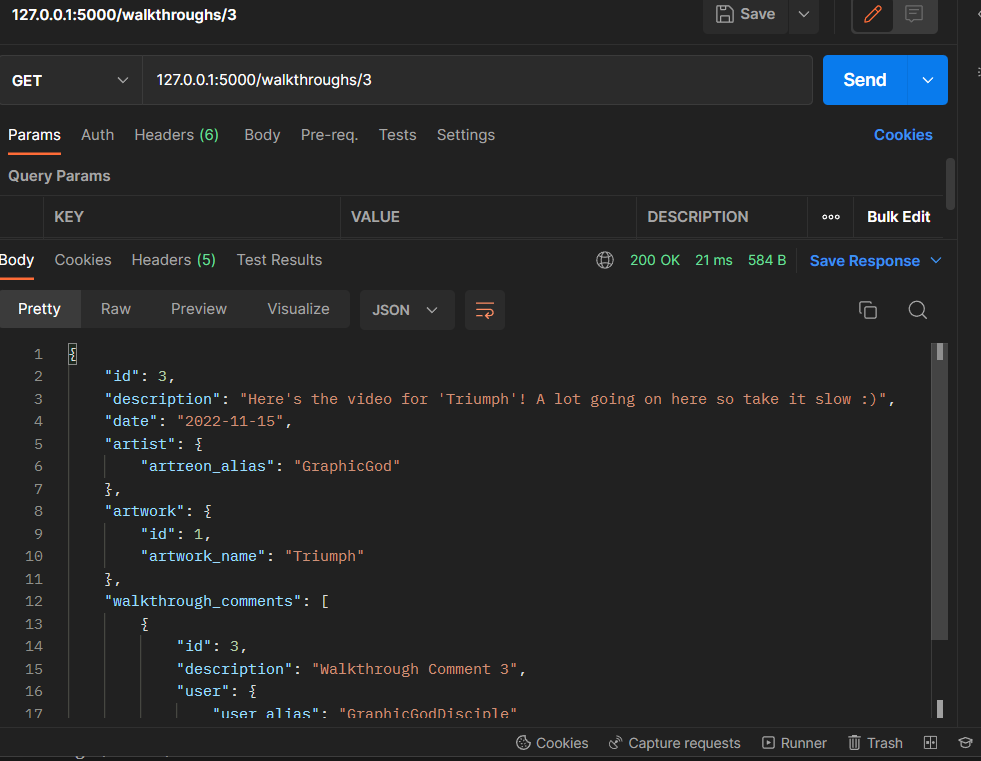 127.0.0.1:5000/walkthroughs/3 Save
GET 127.0.0.1:5000/walkthroughs/3 Send
Params Auth Headers (6) Body Pre-req. Tests Settings Cookies
Query Params
KEY VALUE DESCRIPTION ooo Bulk Edit
Body Cookies Headers (5) Test Results 200 OK 21 ms 584 B Save Response
Pretty Raw Preview Visualize JSON
1 {
2 "id": 3,
3 "description": "Here's the video for 'Triumph'! A lot going on here so take it slow :)",
4 "date": "2022-11-15",
5 "artist": {
6 "artreon_alias": "GraphicGod"
7 },
8 "artwork": {
9 "id": 1,
10 "artwork_name": "Triumph"
11 },
12 "walkthrough_comments": [
13 {
14 "id": 3,
15 "description": "Walkthrough Comment 3",
16 "user": {
17 "user_alias": "GraphicGodDisciple"
Cookies Capture requests Runner Trash